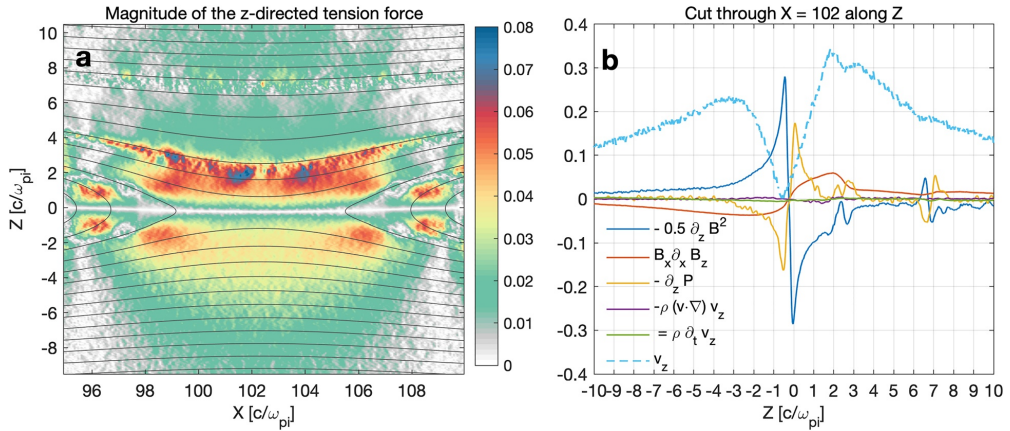 Magnitude of the z-directed tension force
a
10
8
6
4
2
0
-2
-4
-6
-8
Z [c/ω_pi]
96 98 100 102 104 106 108
X [c/ω_pi]
0.08
0.07
0.06
0.05
0.04
0.03
0.02
0.01
0
Cut through X = 102 along Z
b
0.4
0.3
0.2
0.1
0
-0.1
-0.2
-0.3
-0.4
- 0.5 ∂_z B^2
B_x ∂_x B_z
- ∂_z P
-ρ (v·∇) v_z
= ρ ∂_t v_z
v_z
-10 -9 -8 -7 -6 -5 -4 -3 -2 -1 0 1 2 3 4 5 6 7 8 9 10
Z [c/ω_pi]